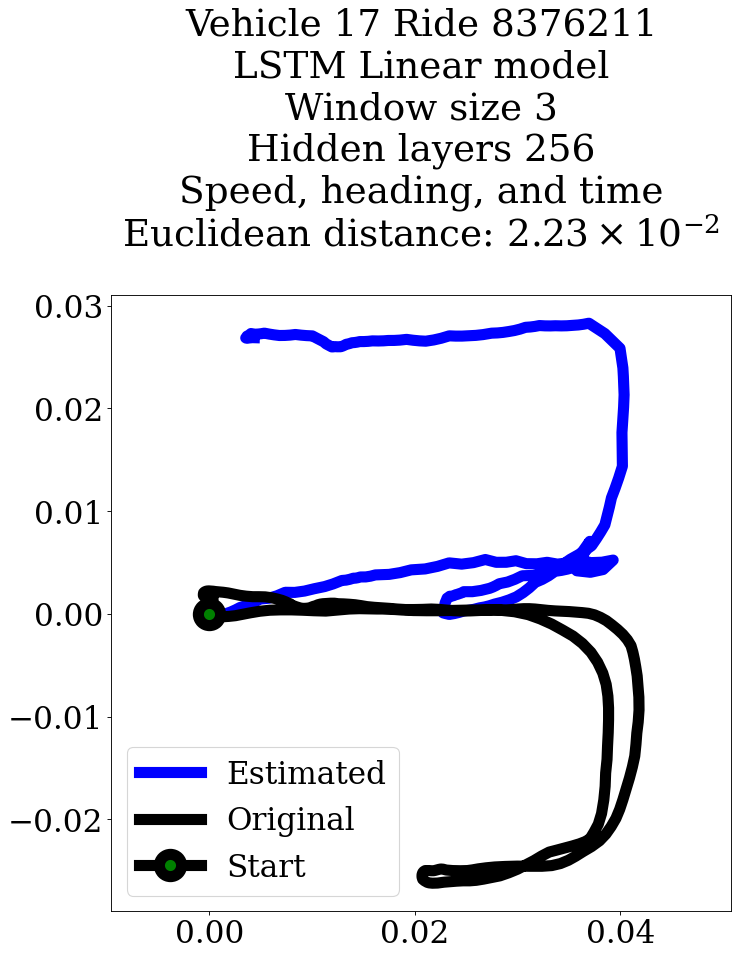 Vehicle 17 Ride 8376211
LSTM Linear model
Window size 3
Hidden layers 256
Speed, heading, and time
Euclidean distance: 2.23 × 10⁻²
0.03
0.02
0.01
0.00
−0.01
−0.02
Estimated
Original
Start
0.00 0.02 0.04